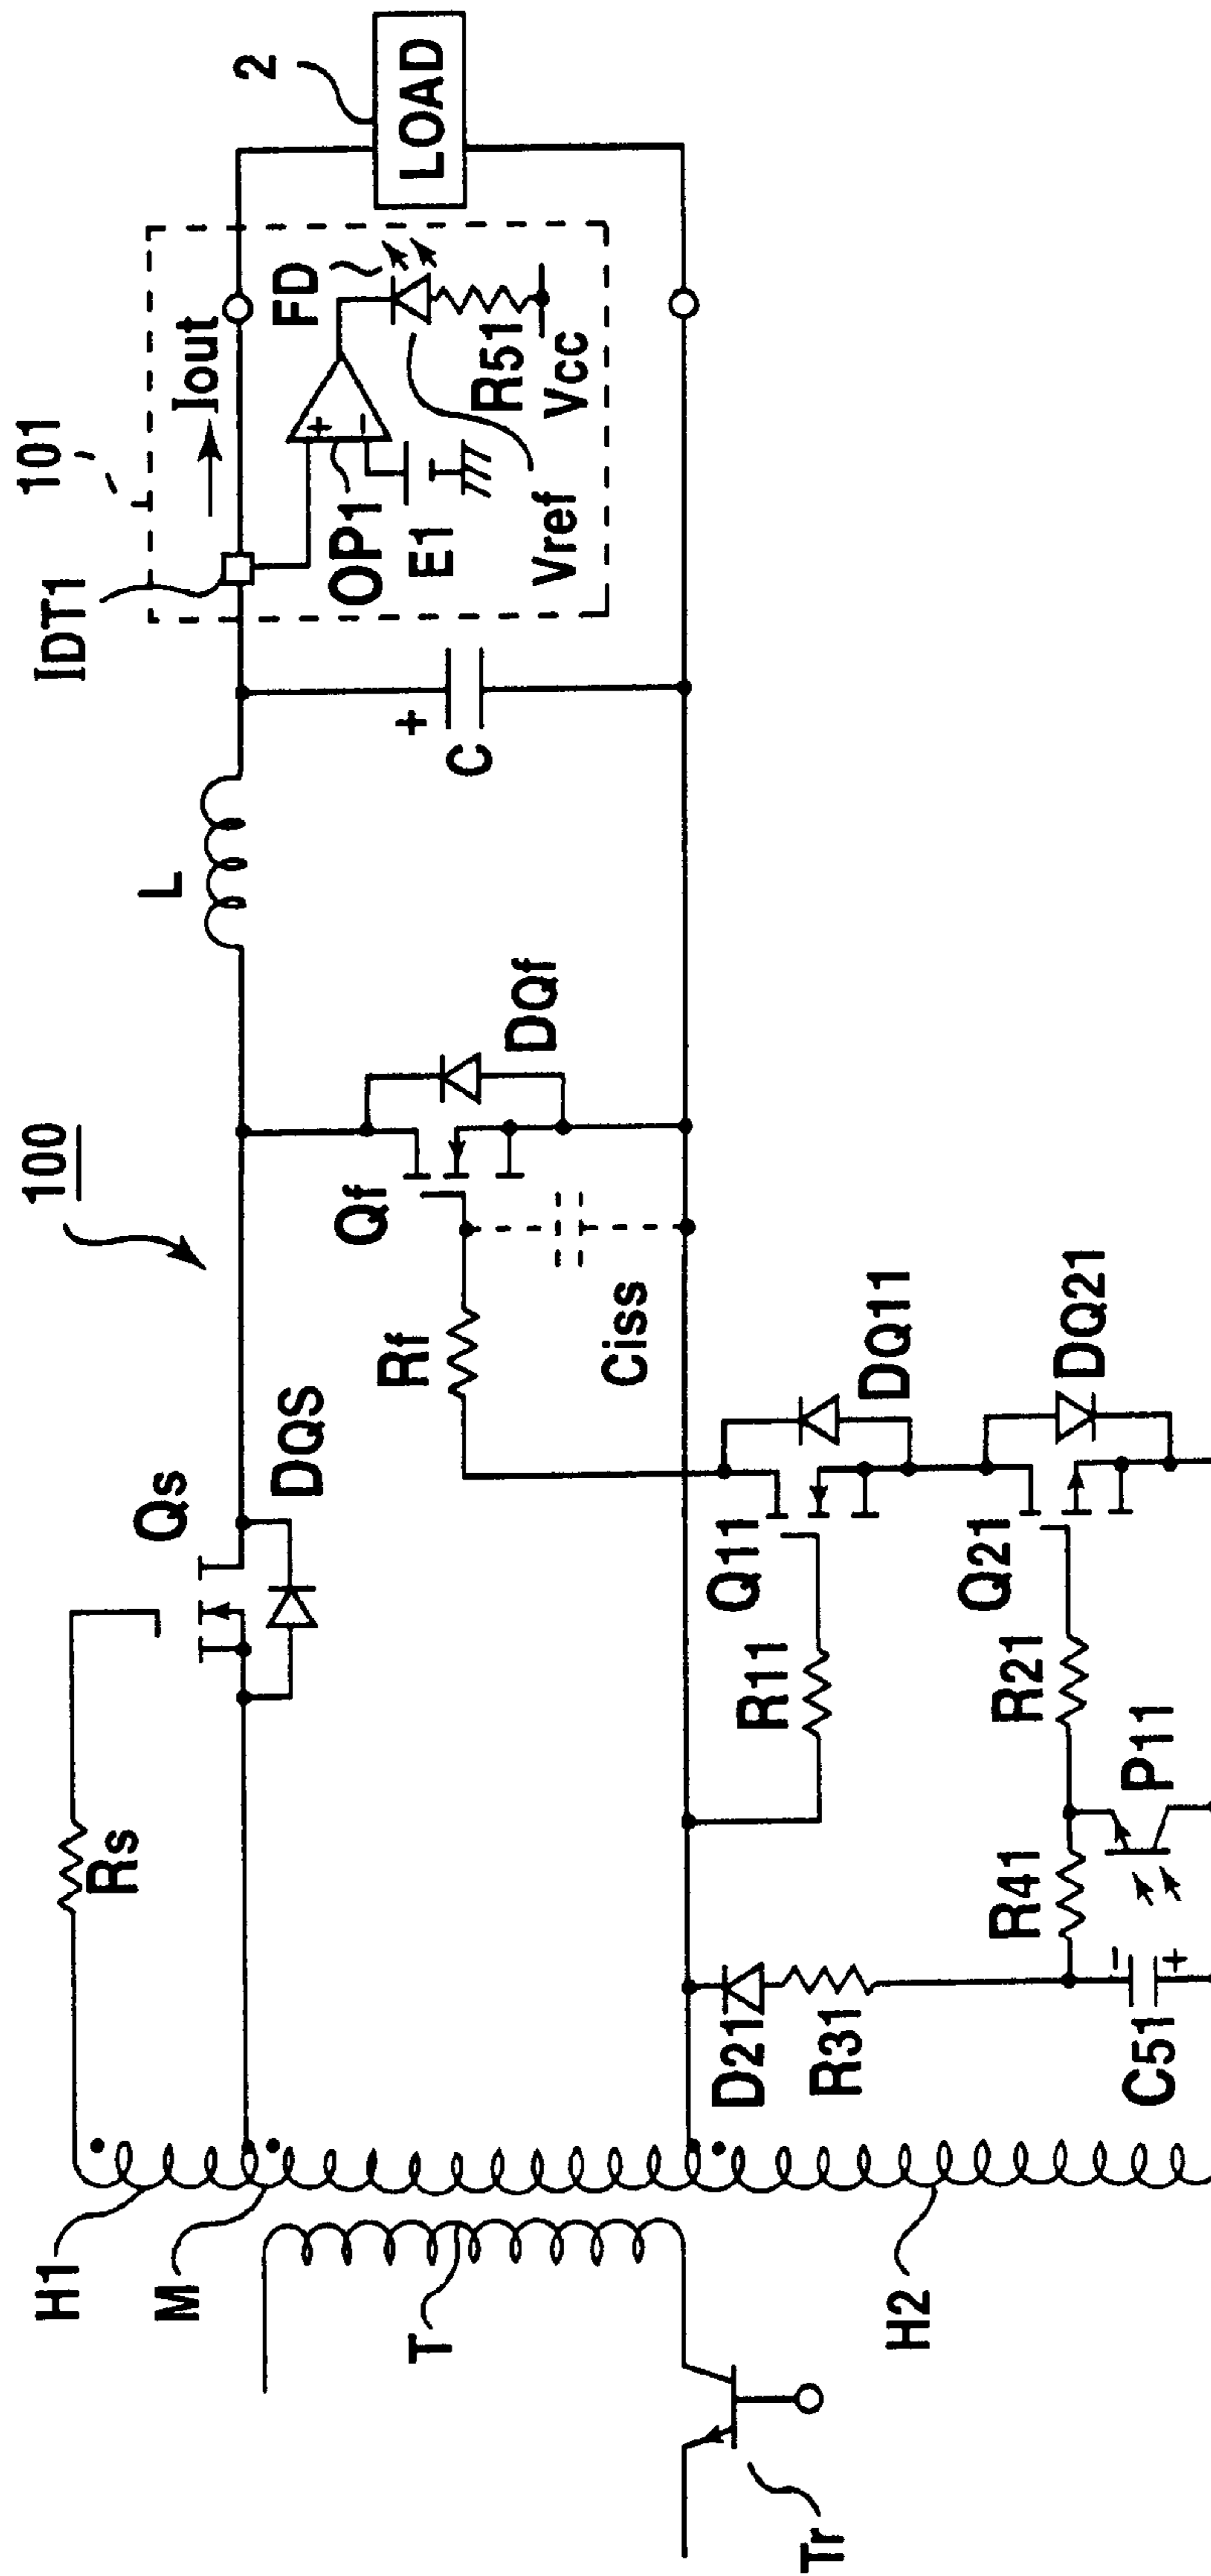 100
101
IDT1
Iout
2
LOAD
FD
OP1
E1
R51
Vcc
Vref
L
+
C
+
-
Qf
DQf
Rf
Ciss
Qs
DQS
Rs
H1
M
T
Tr
H2
Q11
DQ11
R11
Q21
DQ21
R21
P11
R41
D21
R31
C51
-
+